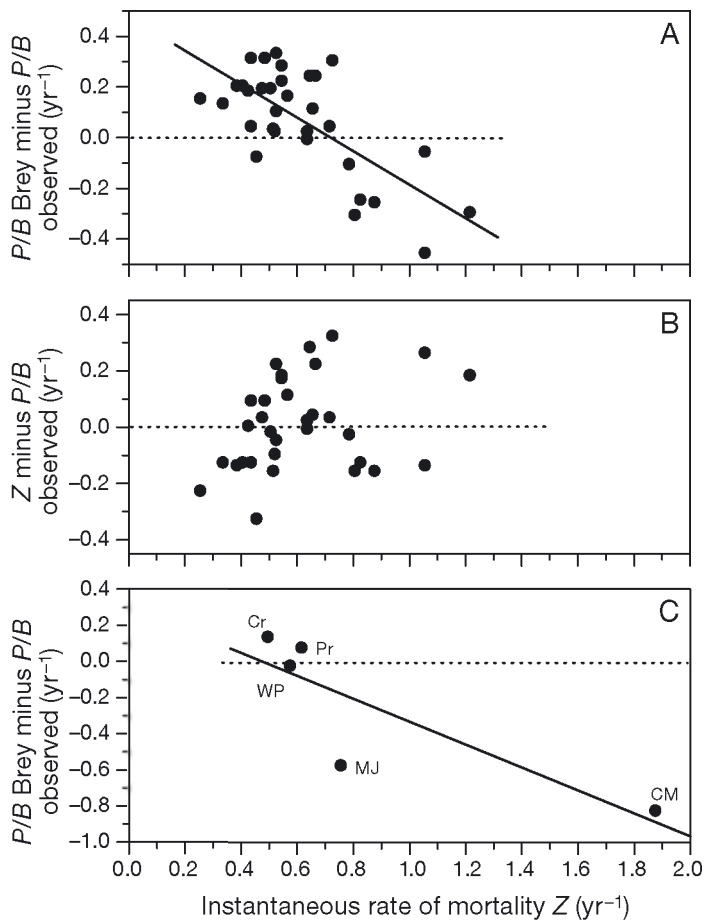 A
P/B Brey minus P/B
observed (yr⁻¹)
0.4
0.2
0.0
−0.2
−0.4
B
Z minus P/B
observed (yr⁻¹)
0.4
0.2
0.0
−0.2
−0.4
C
P/B Brey minus P/B
observed (yr⁻¹)
0.4
0.2
0.0
−0.2
−0.4
−0.6
−0.8
−1.0
Cr
Pr
WP
MJ
CM
0.0 0.2 0.4 0.6 0.8 1.0 1.2 1.4 1.6 1.8 2.0
Instantaneous rate of mortality Z (yr⁻¹)